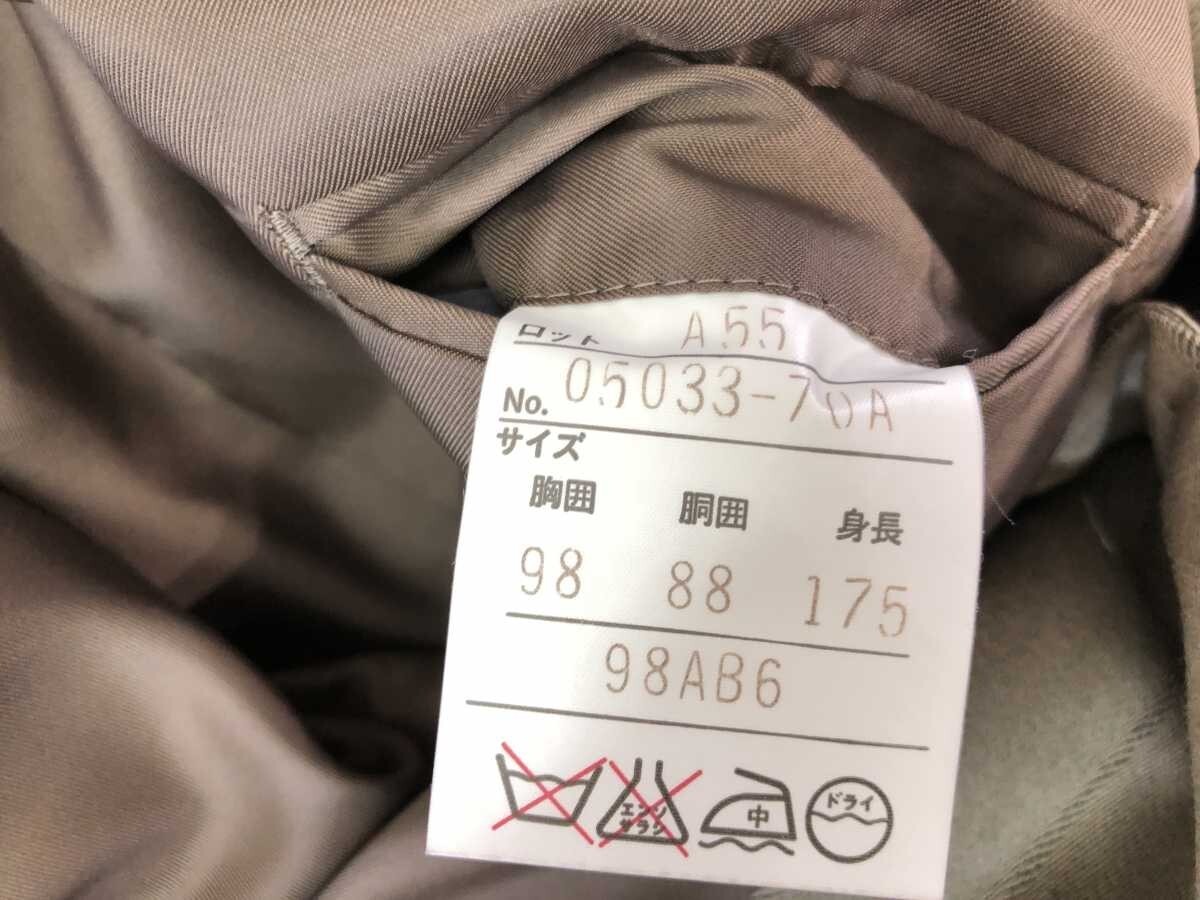 ロット A55
No. 05033-70A
サイズ
胸囲 胴囲 身長
98 88 175
98AB6
エンソ サラシ 中 ドライ